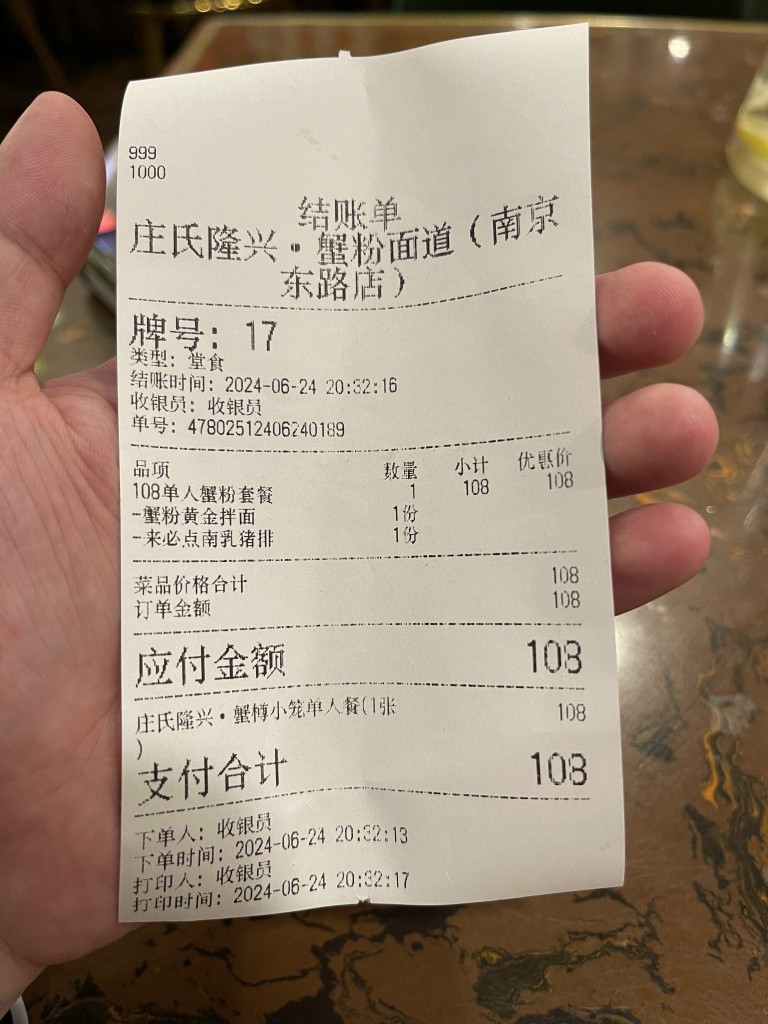 999
1000
结账单
庄氏隆兴·蟹粉面道（南京
东路店）
牌号: 17
类型: 堂食
结账时间: 2024-06-24 20:32:16
收银员: 收银员
单号: 47802512406240189
品项 数量 小计 优惠价
108单人蟹粉套餐 1 108 108
-蟹粉黄金拌面 1份
-来必点南乳猪排 1份
菜品价格合计 108
订单金额 108
应付金额 108
庄氏隆兴·蟹樽小笼单人餐(1张 108
)
支付合计 108
下单人: 收银员
下单时间: 2024-06-24 20:32:13
打印人: 收银员
打印时间: 2024-06-24 20:32:17